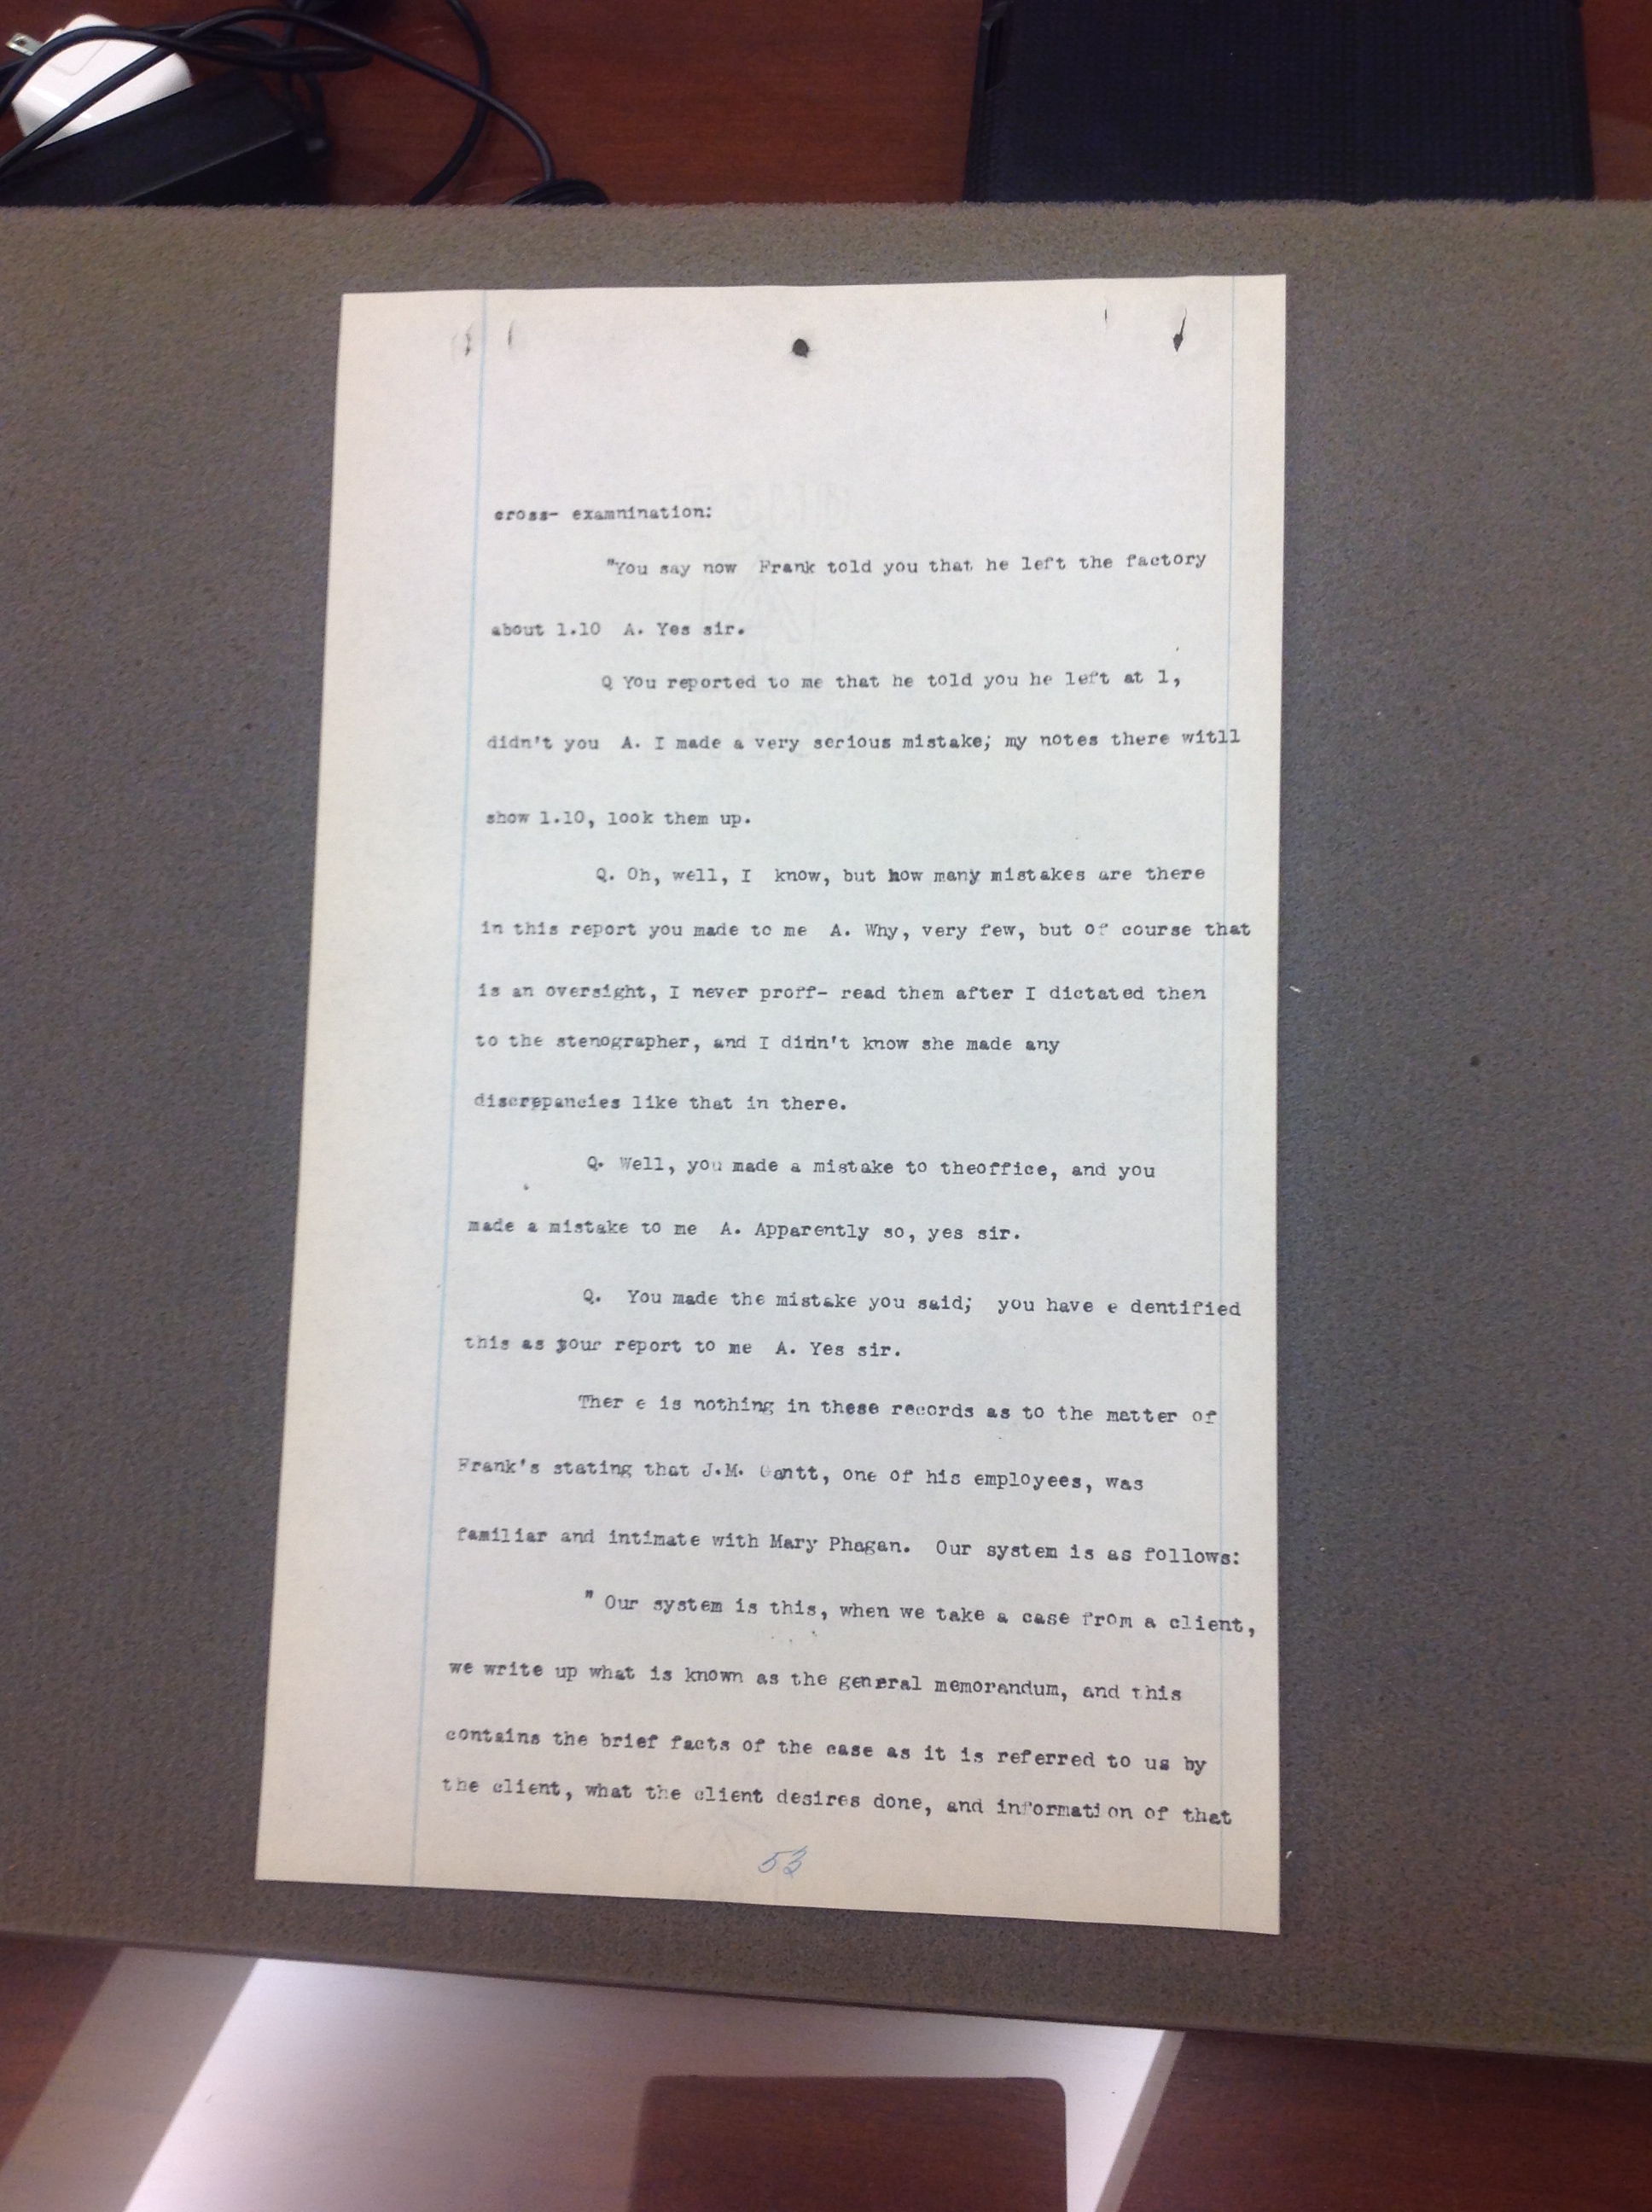 cross- examnination:
"You say now Frank told you that he left the factory
about 1.10 A. Yes sir.
Q You reported to me that he told you he left at 1,
didn't you A. I made a very serious mistake; my notes there witll
show 1.10, look them up.
Q. Oh, well, I know, but how many mistakes are there
in this report you made to me A. Why, very few, but of course that
is an oversight, I never proff- read them after I dictated then
to the stenographer, and I didn't know she made any
discrepancies like that in there.
Q. Well, you made a mistake to theoffice, and you
made a mistake to me A. Apparently so, yes sir.
Q. You made the mistake you said; you have e dentified
this as your report to me A. Yes sir.
Ther e is nothing in these records as to the matter of
Frank's stating that J.M. Gantt, one of his employees, was
familiar and intimate with Mary Phagan. Our system is as follows:
" Our system is this, when we take a case from a client,
we write up what is known as the general memorandum, and this
contains the brief facts of the case as it is referred to us by
the client, what the client desires done, and information of that
53